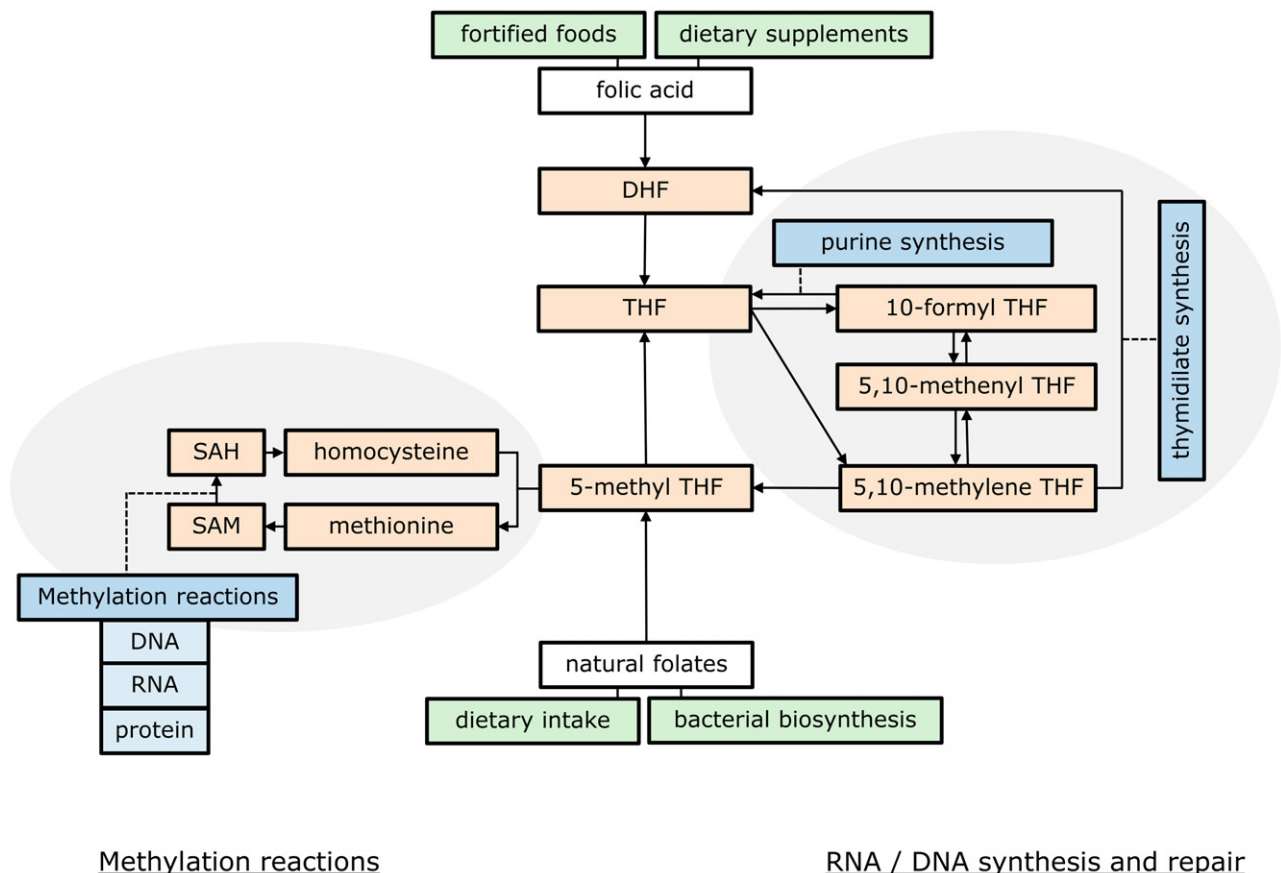 fortified foods
dietary supplements
folic acid
DHF
purine synthesis
thymidilate synthesis
THF
10-formyl THF
5,10-methenyl THF
SAH
homocysteine
5-methyl THF
5,10-methylene THF
SAM
methionine
Methylation reactions
DNA
RNA
protein
natural folates
dietary intake
bacterial biosynthesis
Methylation reactions
RNA / DNA synthesis and repair